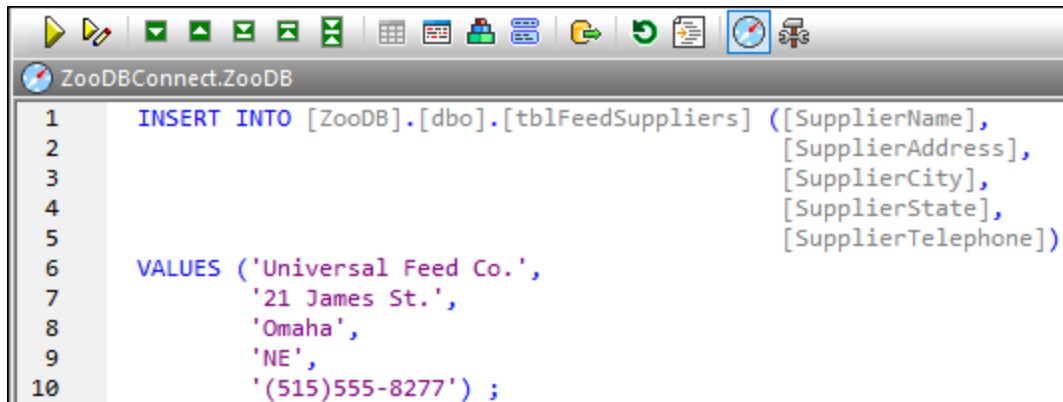 ZooDBConnect.ZooDB
1 INSERT INTO [ZooDB].[dbo].[tblFeedSuppliers] ([SupplierName],
2 [SupplierAddress],
3 [SupplierCity],
4 [SupplierState],
5 [SupplierTelephone])
6 VALUES ('Universal Feed Co.',
7 '21 James St.',
8 'Omaha',
9 'NE',
10 '(515)555-8277') ;